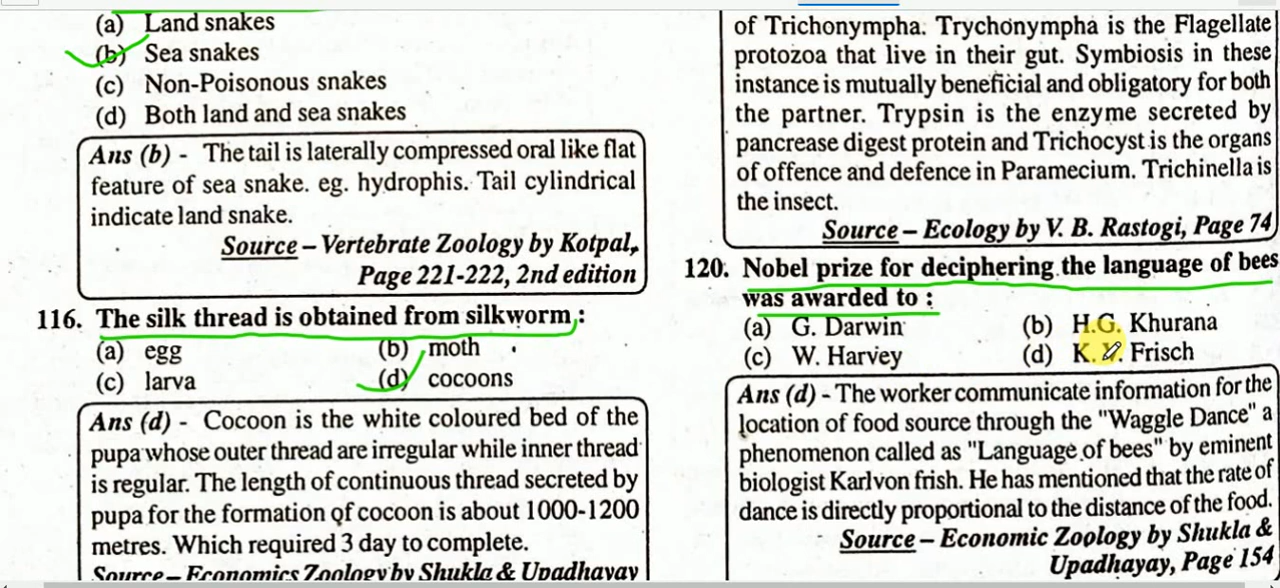 (a) Land snakes
(b) Sea snakes
(c) Non-Poisonous snakes
(d) Both land and sea snakes
Ans (b) - The tail is laterally compressed oral like flat
feature of sea snake. eg. hydrophis. Tail cylindrical
indicate land snake.
Source – Vertebrate Zoology by Kotpal,
Page 221-222, 2nd edition
116. The silk thread is obtained from silkworm,:
(a) egg (b) moth
(c) larva (d) cocoons
Ans (d) - Cocoon is the white coloured bed of the
pupa whose outer thread are irregular while inner thread
is regular. The length of continuous thread secreted by
pupa for the formation of cocoon is about 1000-1200
metres. Which required 3 day to complete.
Source – Economics Zoology by Shukla & Upadhayay
of Trichonympha. Trychonympha is the Flagellate
protozoa that live in their gut. Symbiosis in these
instance is mutually beneficial and obligatory for both
the partner. Trypsin is the enzyme secreted by
pancrease digest protein and Trichocyst is the organs
of offence and defence in Paramecium. Trichinella is
the insect.
Source – Ecology by V. B. Rastogi, Page 74
120. Nobel prize for deciphering the language of bees
was awarded to :
(a) G. Darwin (b) H.G. Khurana
(c) W. Harvey (d) K. Frisch
Ans (d) - The worker communicate information for the
location of food source through the "Waggle Dance" a
phenomenon called as "Language of bees" by eminent
biologist Karlvon frish. He has mentioned that the rate of
dance is directly proportional to the distance of the food.
Source – Economic Zoology by Shukla &
Upadhayay, Page 154